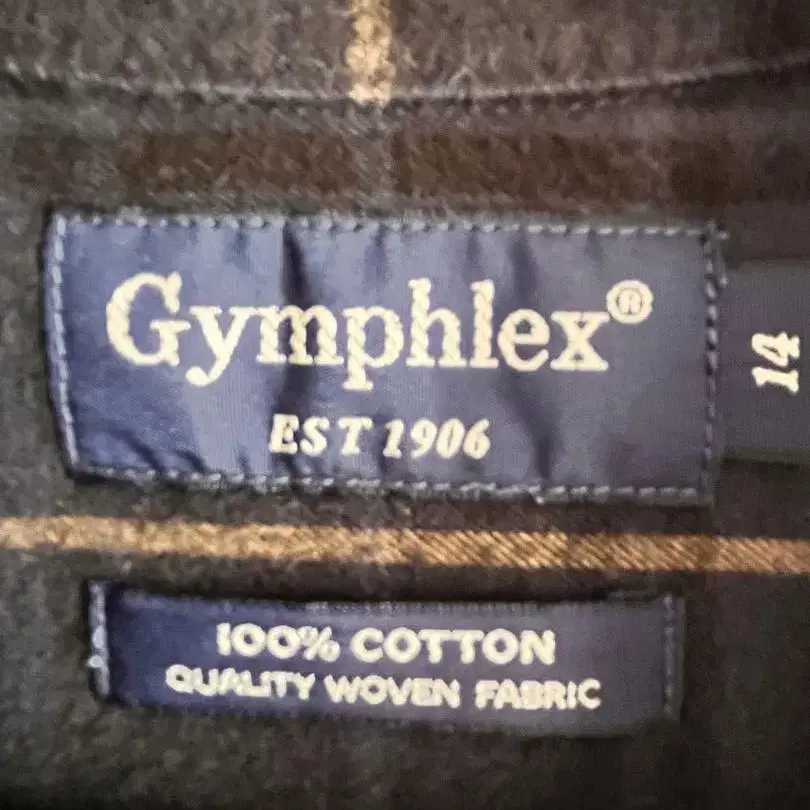 Gymphlex®
EST 1906
14
100% COTTON
QUALITY WOVEN FABRIC